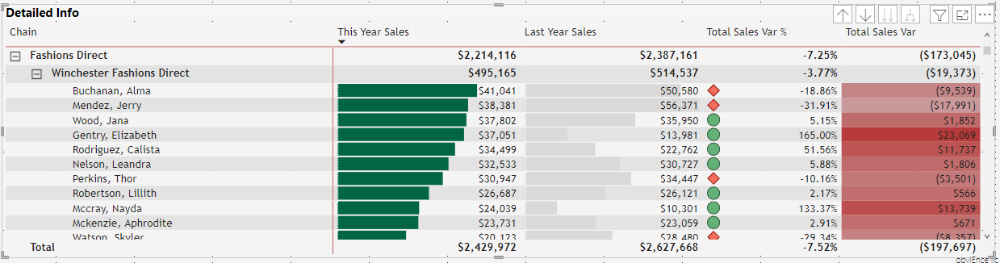 Detailed Info
Chain This Year Sales Last Year Sales Total Sales Var % Total Sales Var
Fashions Direct $2,214,116 $2,387,161 -7.25% ($173,045)
Winchester Fashions Direct $495,165 $514,537 -3.77% ($19,373)
Buchanan, Alma $41,041 $50,580 -18.86% ($9,539)
Mendez, Jerry $38,381 $56,371 -31.91% ($17,991)
Wood, Jana $37,802 $35,950 5.15% $1,852
Gentry, Elizabeth $37,051 $13,981 165.00% $23,069
Rodriguez, Calista $34,499 $22,762 51.56% $11,737
Nelson, Leandra $32,533 $30,727 5.88% $1,806
Perkins, Thor $30,947 $34,447 -10.16% ($3,501)
Robertson, Lillith $26,687 $26,121 2.17% $566
Mccray, Nayda $24,039 $10,301 133.37% $13,739
Mckenzie, Aphrodite $23,731 $23,059 2.91% $671
Watson, Skyler $20,123 $28,480 -29.34% ($8,357)
Total $2,429,972 $2,627,668 -7.52% ($197,697)
obviEnce llc